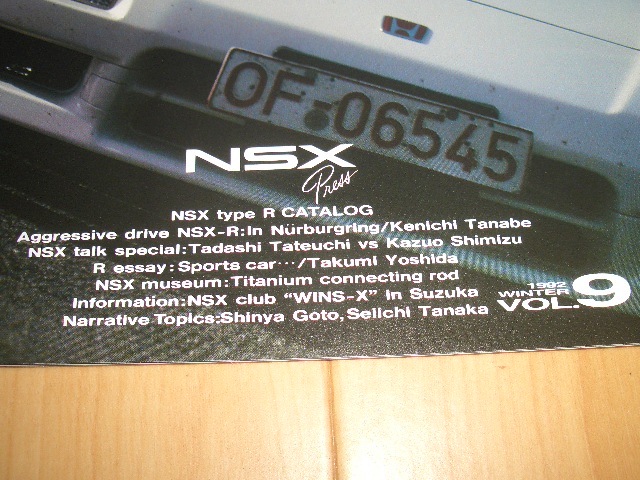 OF-06545
NSX
Press
NSX type R CATALOG
Aggressive drive NSX-R:In Nürburgring/Kenichi Tanabe
NSX talk special:Tadashi Tateuchi vs Kazuo Shimizu
R essay:Sports car…/Takumi Yoshida
NSX museum:Titanium connecting rod
Information:NSX club “WINS-X” in Suzuka
Narrative Topics:Shinya Goto,Seiichi Tanaka
1992
WINTER
VOL.9